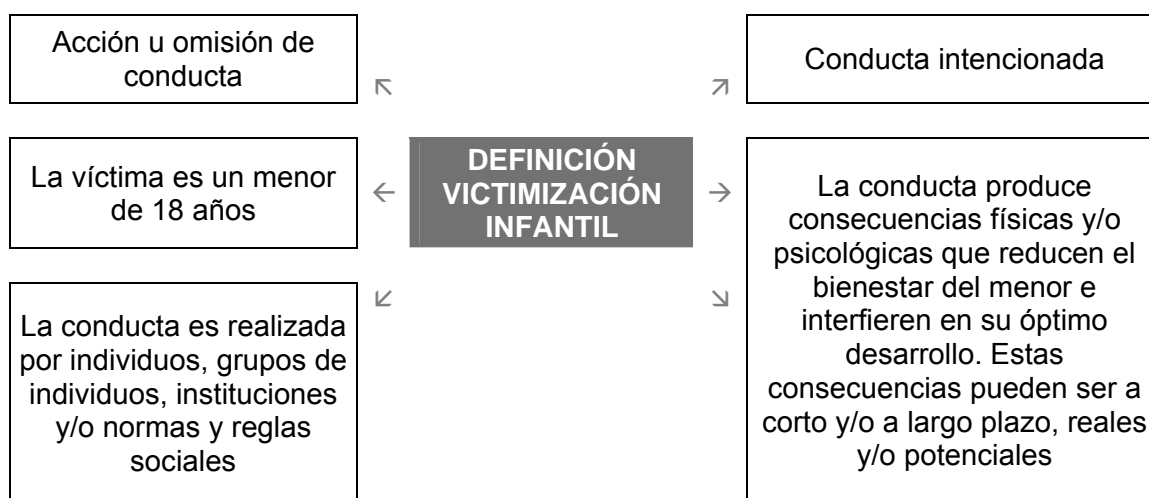 Acción u omisión de
conducta
Conducta intencionada
La víctima es un menor
de 18 años
DEFINICIÓN
VICTIMIZACIÓN
INFANTIL
La conducta produce
consecuencias físicas y/o
psicológicas que reducen el
bienestar del menor e
interfieren en su óptimo
desarrollo. Estas
consecuencias pueden ser a
corto y/o a largo plazo, reales
y/o potenciales
La conducta es realizada
por individuos, grupos de
individuos, instituciones
y/o normas y reglas
sociales